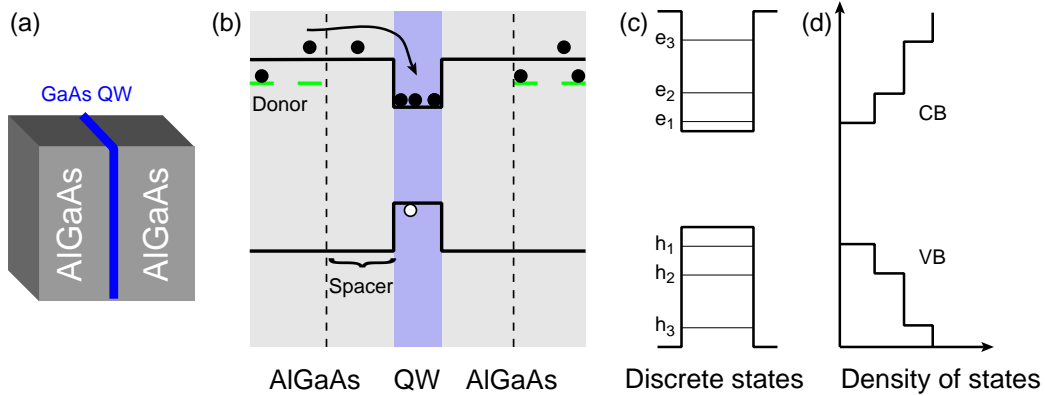 (a)
GaAs QW
AlGaAs
AlGaAs
(b)
Donor
Spacer
AlGaAs
QW
AlGaAs
(c)
e3
e2
e1
h1
h2
h3
Discrete states
(d)
CB
VB
Density of states